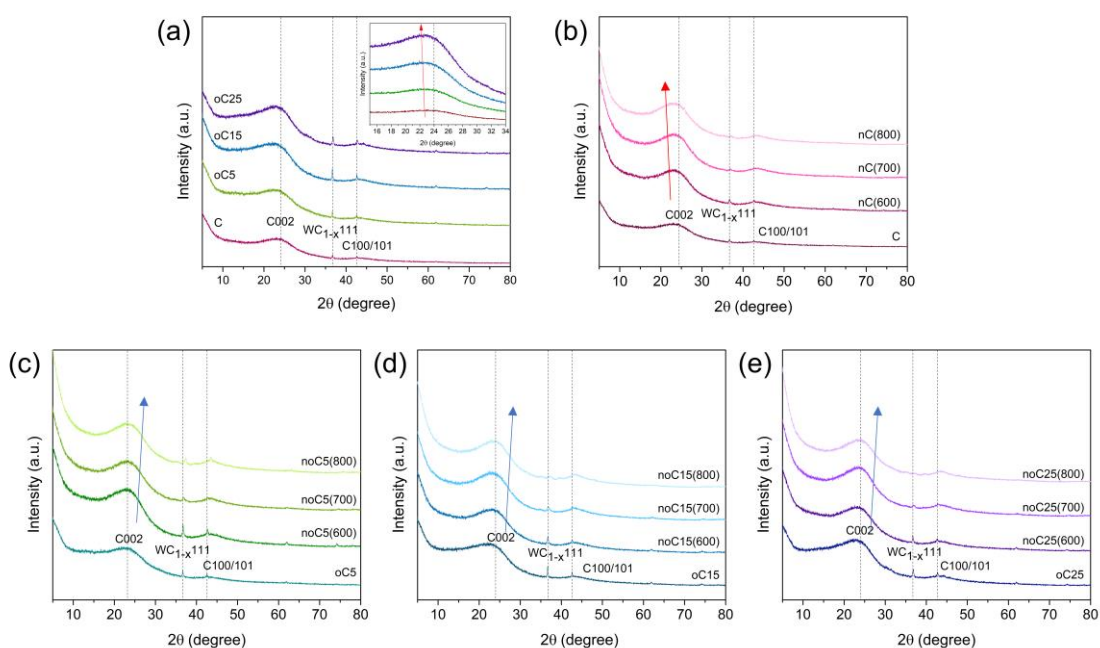 (a)
Intensity (a.u.)
oC25
oC15
oC5
C
C002
WC1-x111
C100/101
10 20 30 40 50 60 70 80
2θ (degree)
Intensity (a.u.)
16 18 20 22 24 26 28 30 32 34
2θ (degree)
(b)
Intensity (a.u.)
nC(800)
nC(700)
nC(600)
C002
WC1-x111
C100/101
C
10 20 30 40 50 60 70 80
2θ (degree)
(c)
Intensity (a.u.)
noC5(800)
noC5(700)
noC5(600)
C002
WC1-x111
C100/101
oC5
10 20 30 40 50 60 70 80
2θ (degree)
(d)
Intensity (a.u.)
noC15(800)
noC15(700)
noC15(600)
C002
WC1-x111
C100/101
oC15
10 20 30 40 50 60 70 80
2θ (degree)
(e)
Intensity (a.u.)
noC25(800)
noC25(700)
noC25(600)
C002
WC1-x111
C100/101
oC25
10 20 30 40 50 60 70 80
2θ (degree)